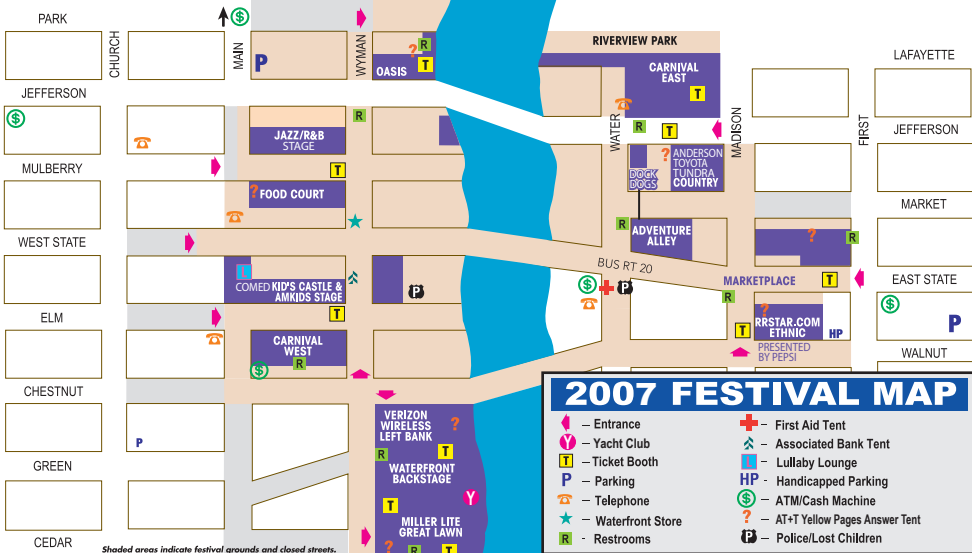 PARK
CHURCH
MAIN
$
WYMAN
P
OASIS
?
R
T
RIVERVIEW PARK
CARNIVAL
EAST
T
LAFAYETTE
JEFFERSON
$
R
JAZZ/R&B
STAGE
WATER
R
T
MADISON
FIRST
JEFFERSON
MULBERRY
T
?
FOOD COURT
DOCK
DOGS
?
ANDERSON
TOYOTA
TUNDRA
COUNTRY
MARKET
WEST STATE
R
ADVENTURE
ALLEY
?
R
BUS RT 20
L
COMED
KID'S CASTLE &
AMKIDS STAGE
P
$
P
MARKETPLACE
T
EAST STATE
R
$
P
ELM
T
?
RRSTAR.COM
ETHNIC
HP
T
PRESENTED
BY PEPSI
WALNUT
CARNIVAL
WEST
$
R
CHESTNUT
P
VERIZON
WIRELESS
LEFT BANK
?
R
T
GREEN
WATERFRONT
BACKSTAGE
Y
T
MILLER LITE
GREAT LAWN
?
R
T
CEDAR
Shaded areas indicate festival grounds and closed streets.
2007 FESTIVAL MAP
– Entrance
Y – Yacht Club
T – Ticket Booth
P – Parking
– Telephone
– Waterfront Store
R - Restrooms
– First Aid Tent
– Associated Bank Tent
L – Lullaby Lounge
HP - Handicapped Parking
$ – ATM/Cash Machine
? – AT+T Yellow Pages Answer Tent
P – Police/Lost Children